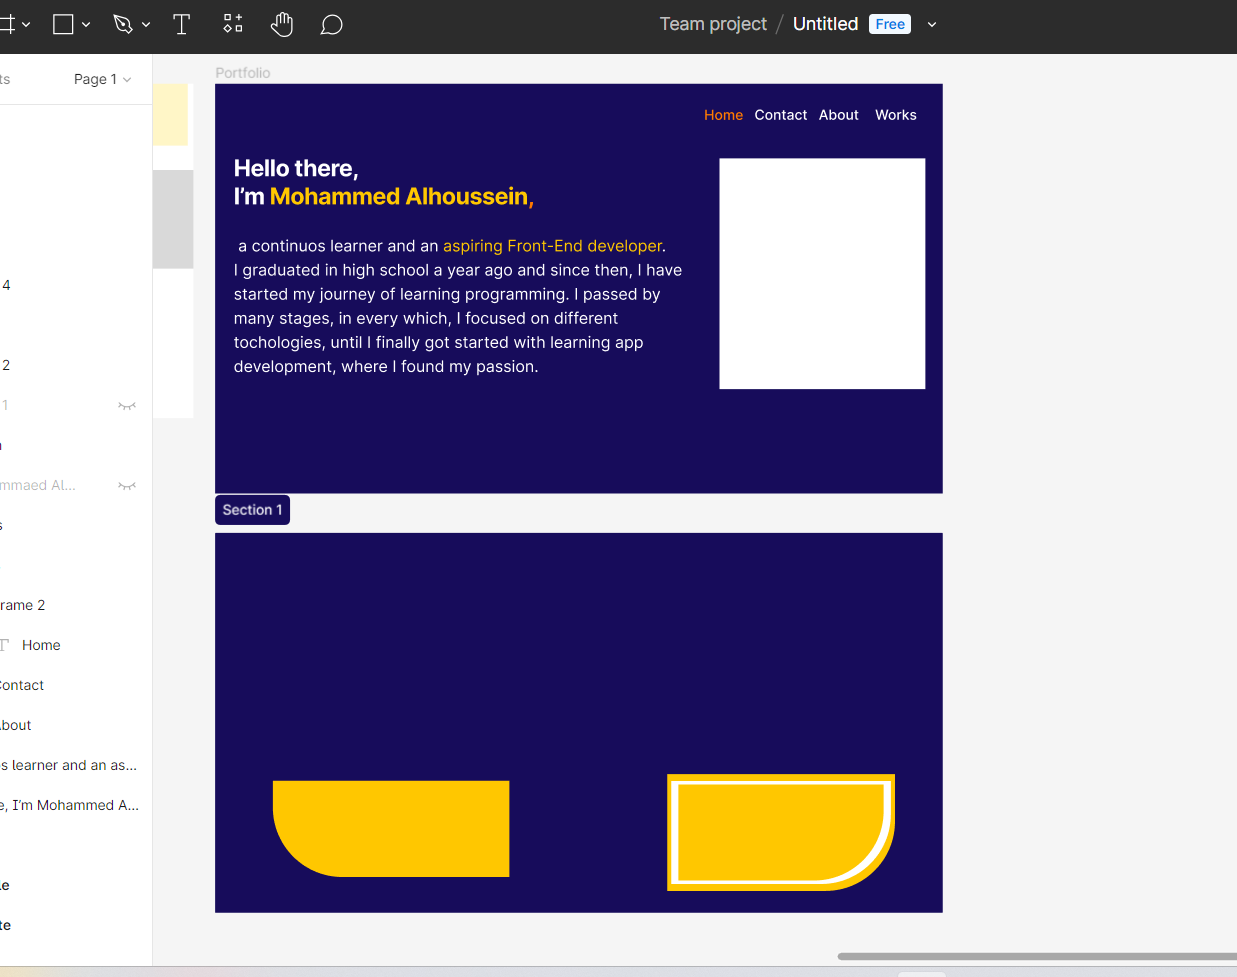 Team project / Untitled Free
ts
Page 1
Portfolio
Home Contact About Works
Hello there,
I'm Mohammed Alhoussein,
a continuos learner and an aspiring Front-End developer.
I graduated in high school a year ago and since then, I have
started my journey of learning programming. I passed by
many stages, in every which, I focused on different
tochologies, until I finally got started with learning app
development, where I found my passion.
Section 1
4
2
1
mmaed Al...
s
rame 2
Home
Contact
About
s learner and an as...
e, I'm Mohammed A...
le
te